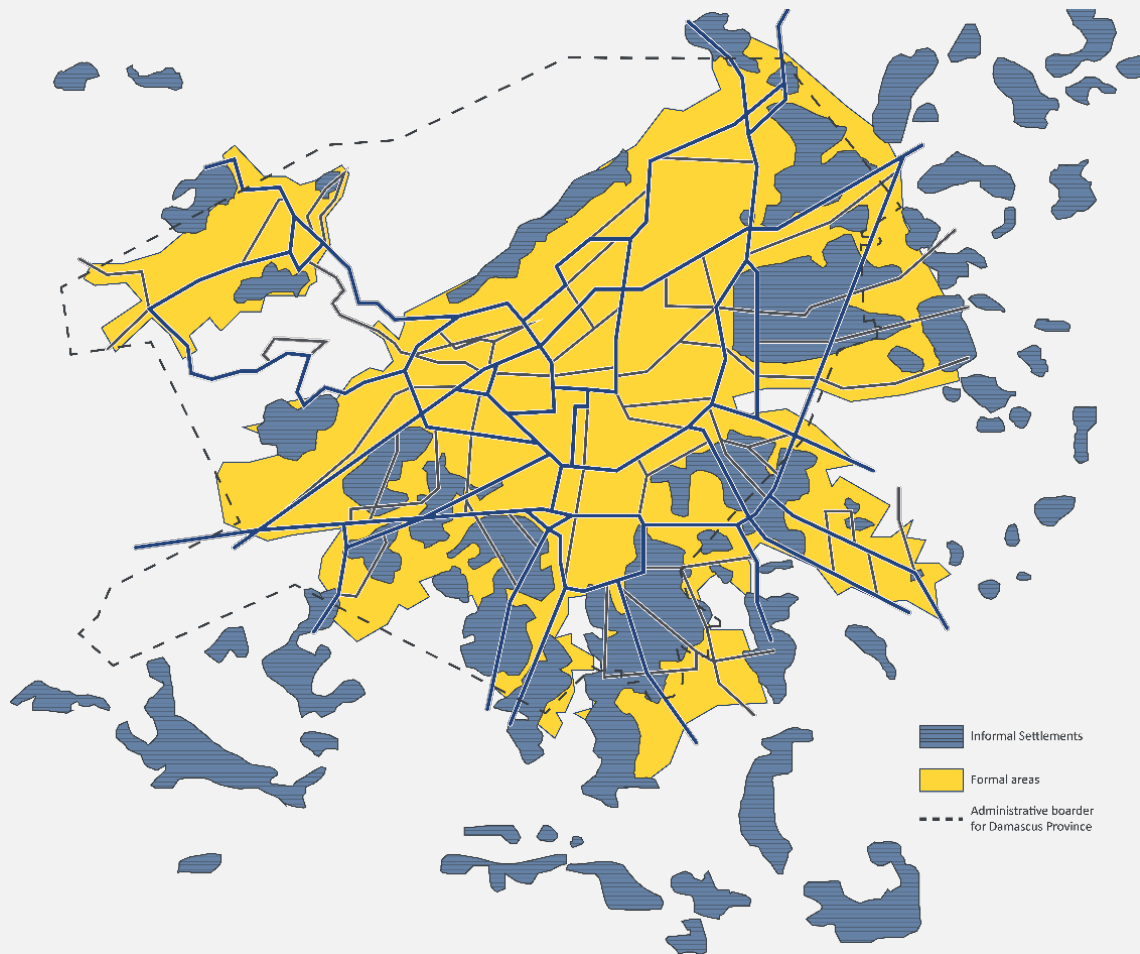 Informal Settlements
Formal areas
Administrative boarder
for Damascus Province